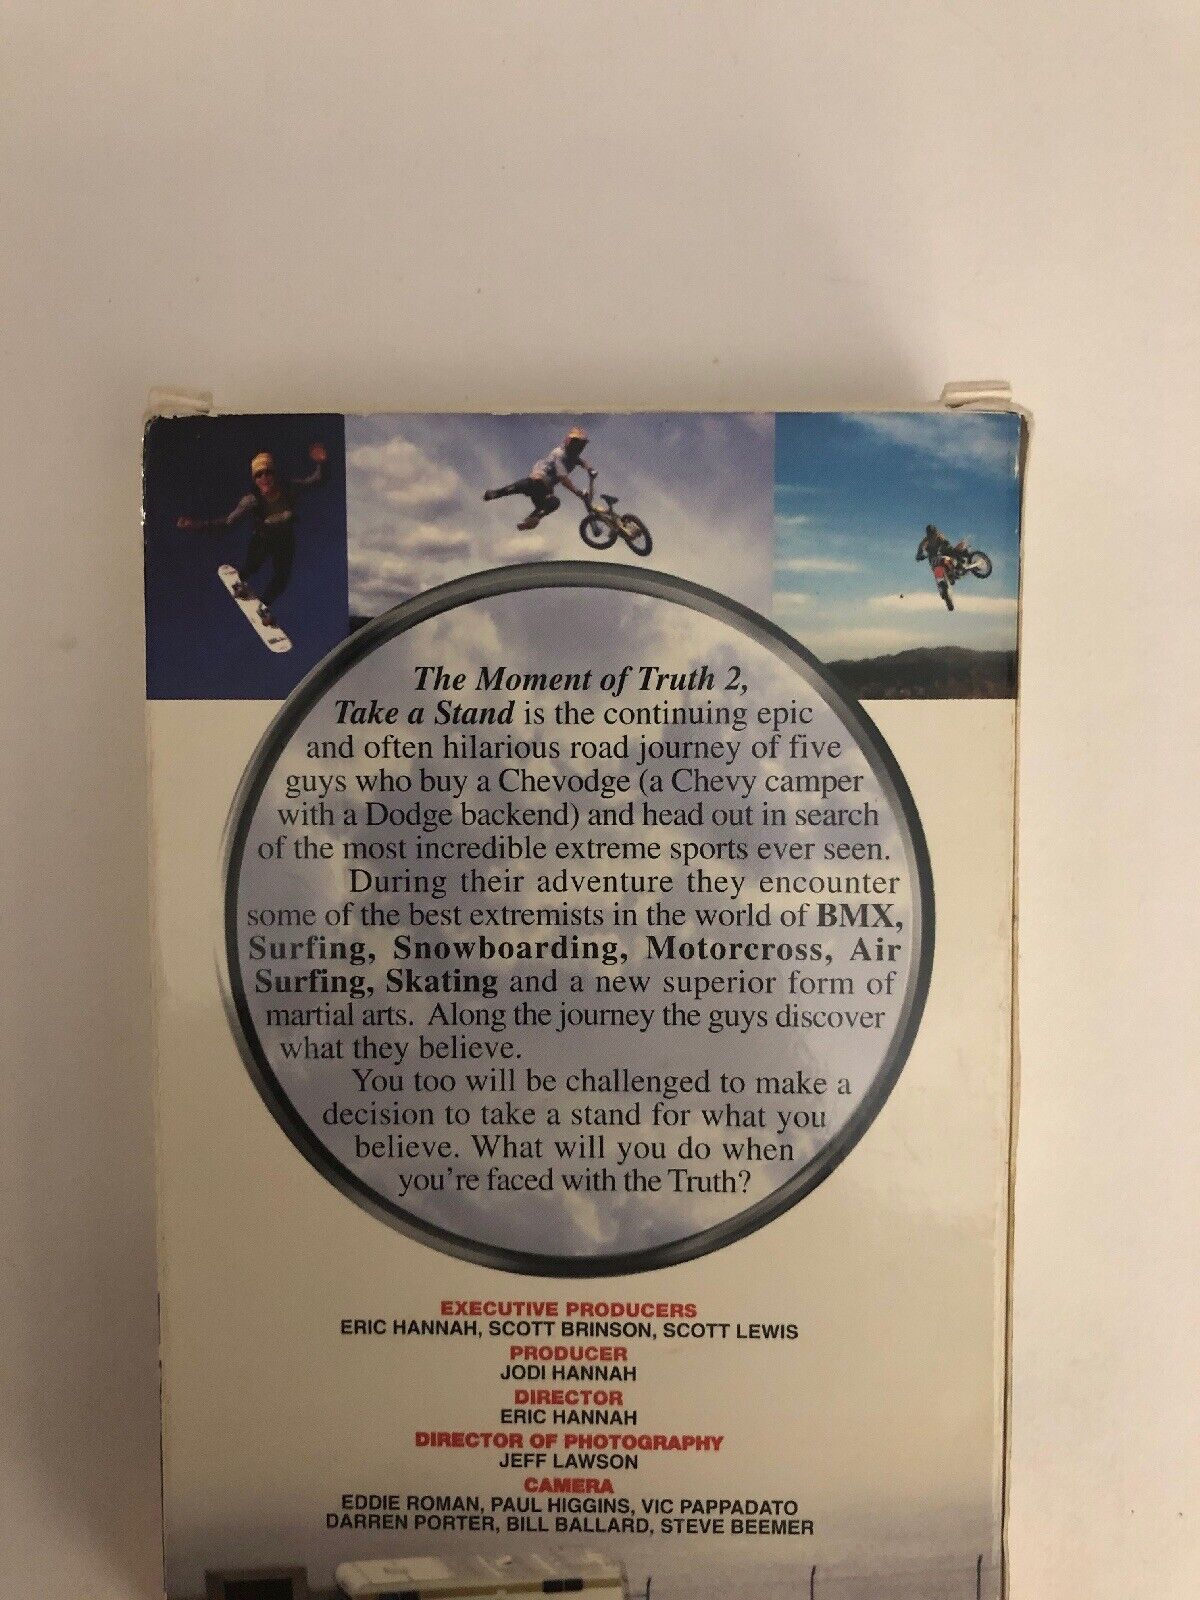 The Moment of Truth 2,
Take a Stand is the continuing epic
and often hilarious road journey of five
guys who buy a Chevodge (a Chevy camper
with a Dodge backend) and head out in search
of the most incredible extreme sports ever seen.
During their adventure they encounter
some of the best extremists in the world of BMX,
Surfing, Snowboarding, Motorcross, Air
Surfing, Skating and a new superior form of
martial arts. Along the journey the guys discover
what they believe.
You too will be challenged to make a
decision to take a stand for what you
believe. What will you do when
you're faced with the Truth?
EXECUTIVE PRODUCERS
ERIC HANNAH, SCOTT BRINSON, SCOTT LEWIS
PRODUCER
JODI HANNAH
DIRECTOR
ERIC HANNAH
DIRECTOR OF PHOTOGRAPHY
JEFF LAWSON
CAMERA
EDDIE ROMAN, PAUL HIGGINS, VIC PAPPADATO
DARREN PORTER, BILL BALLARD, STEVE BEEMER